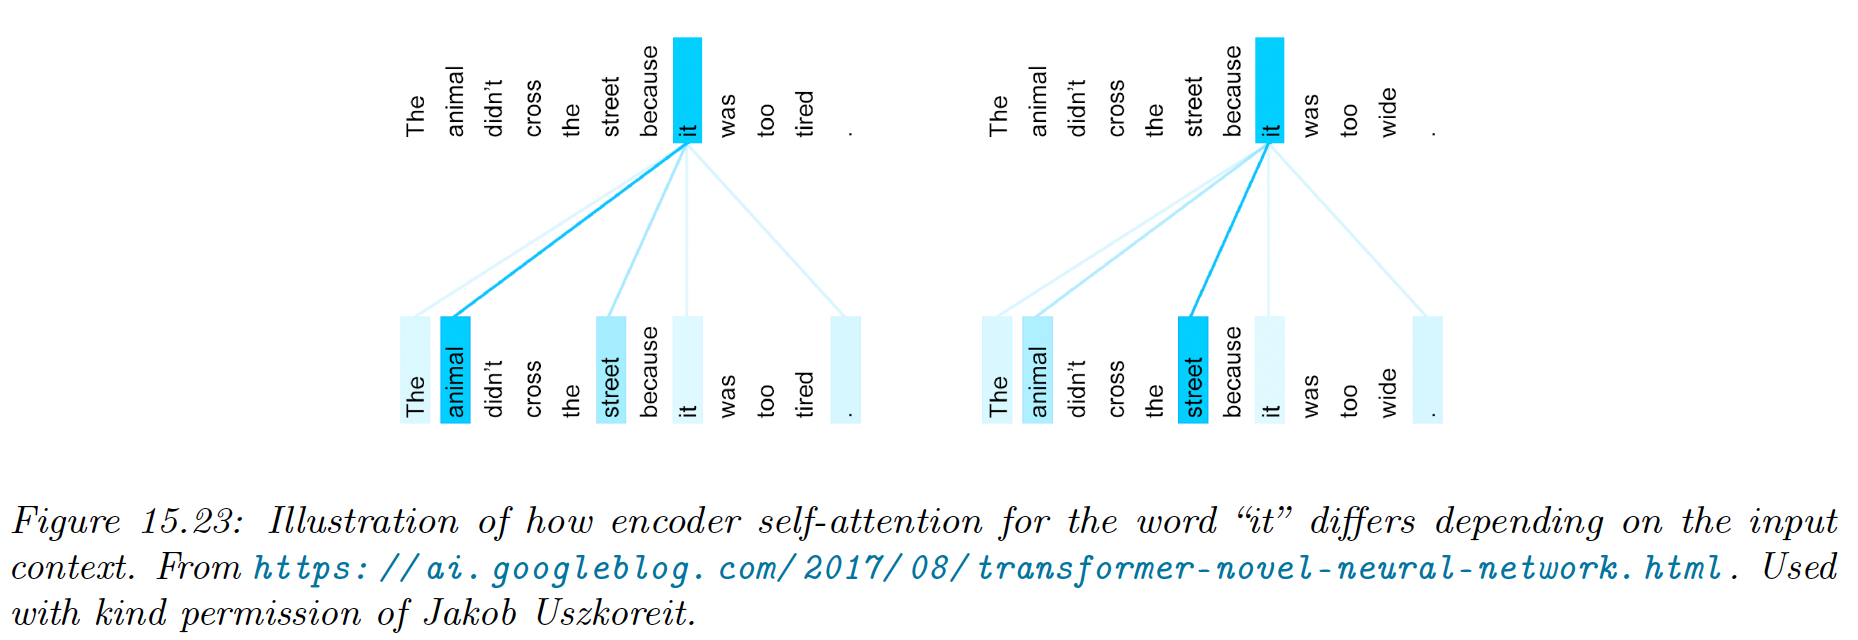 The animal didn't cross the street because it was too tired .
The animal didn't cross the street because it was too wide .
The animal didn't cross the street because it was too tired .
The animal didn't cross the street because it was too wide .
Figure 15.23: Illustration of how encoder self-attention for the word “it” differs depending on the input
context. From https://ai.googleblog.com/2017/08/transformer-novel-neural-network.html. Used
with kind permission of Jakob Uszkoreit.